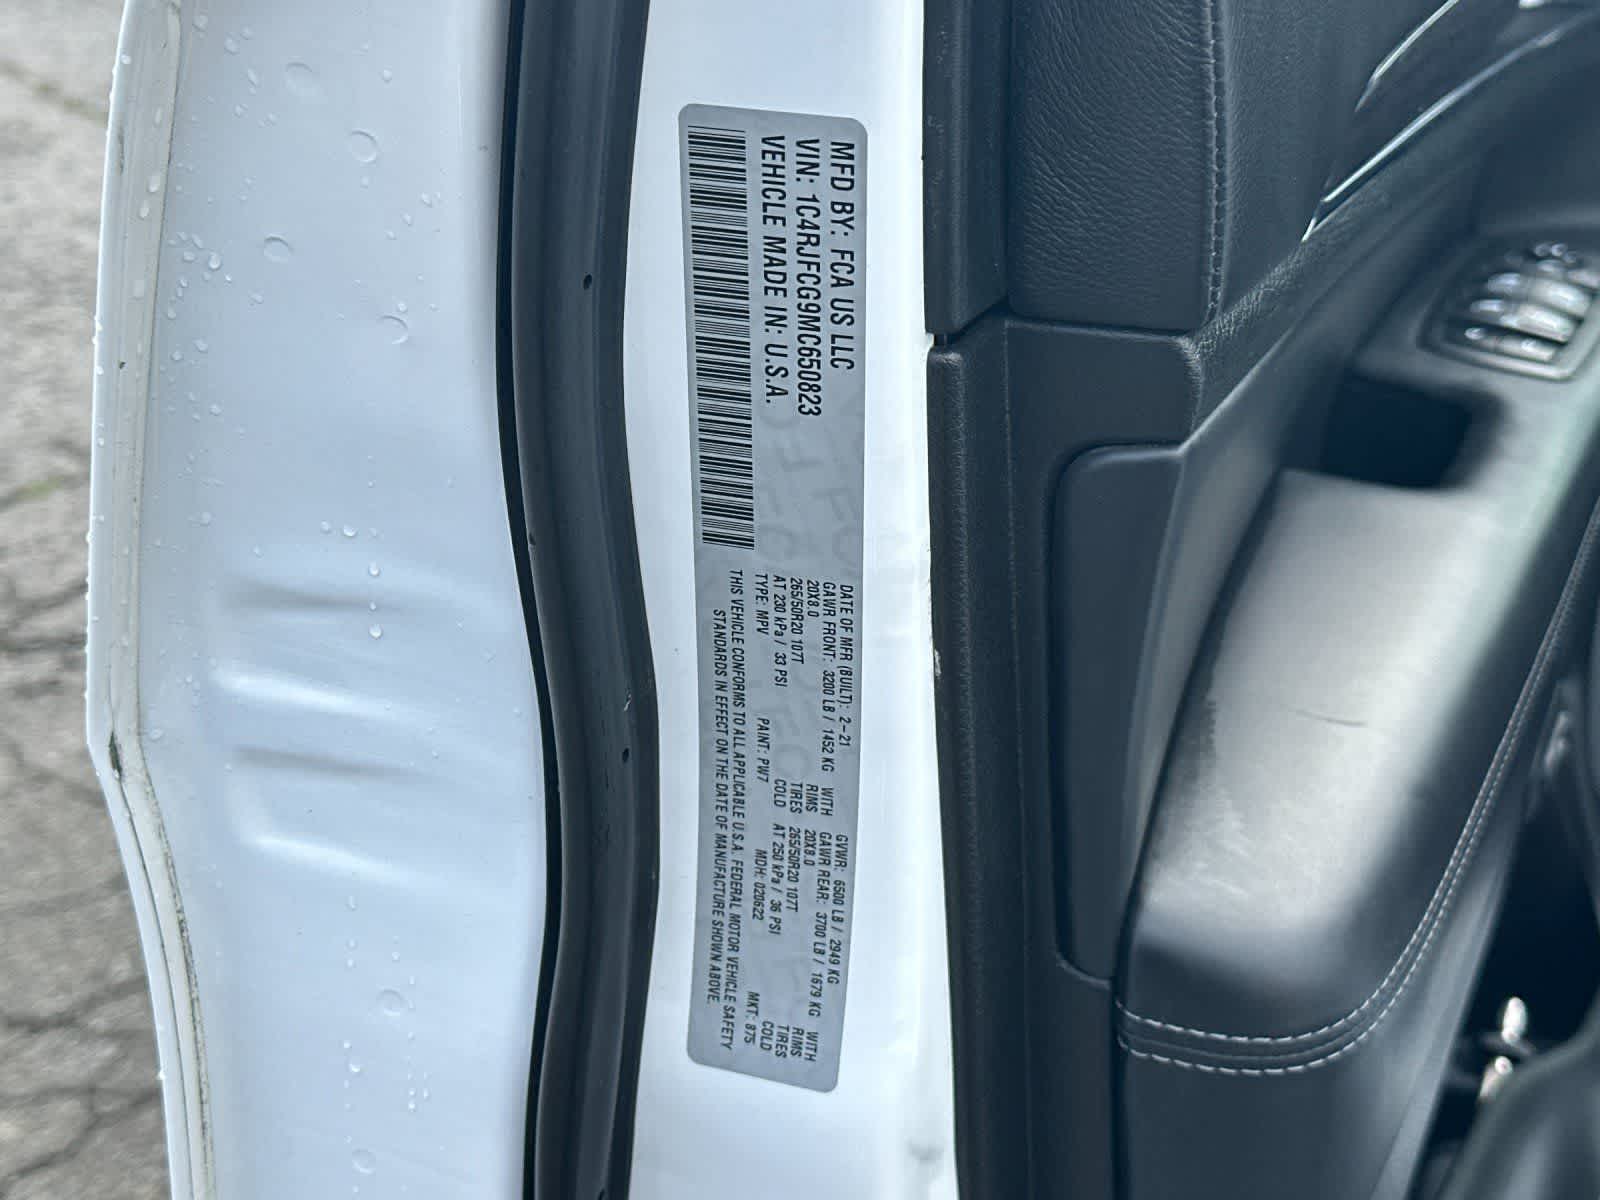 MFD BY: FCA US LLC
VIN: 1C4RJFCG9MC650823
VEHICLE MADE IN: U.S.A.
DATE OF MFR (BUILT): 2-21 GVWR: 6500 LB / 2949 KG
GAWR FRONT: 3200 LB / 1452 KG WITH GAWR REAR: 3700 LB / 1679 KG WITH
20X8.0 RIMS 20X8.0 RIMS
265/50R20 107T TIRES 265/50R20 107T TIRES
AT 230 kPa / 33 PSI COLD AT 250 kPa / 36 PSI COLD
TYPE: MPV PAINT: PW7 MDH: 020622 MKT: 875
THIS VEHICLE CONFORMS TO ALL APPLICABLE U.S.A. FEDERAL MOTOR VEHICLE SAFETY
STANDARDS IN EFFECT ON THE DATE OF MANUFACTURE SHOWN ABOVE.